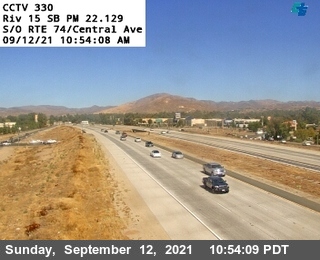 CCTV 330
Riv 15 SB PM 22.129
S/O RTE 74/Central Ave
09/12/21 10:54:08 AM
Sunday, September 12, 2021 10:54:09 PDT